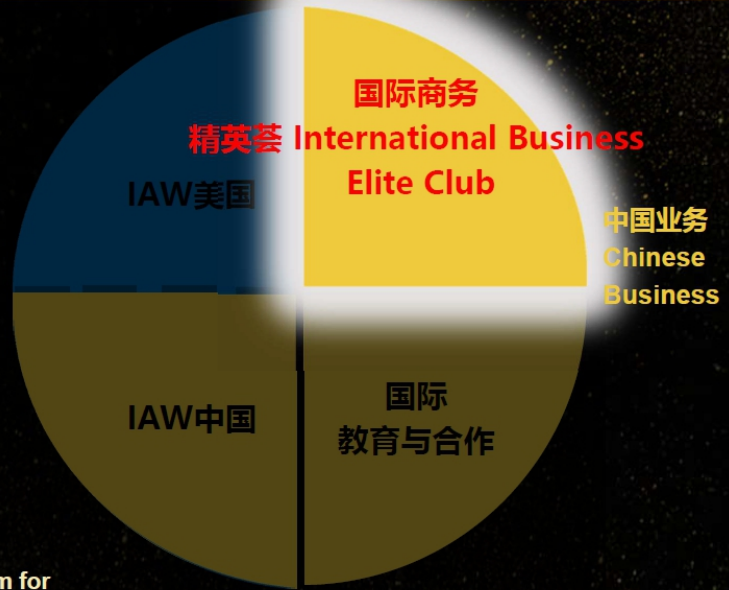 国际商务
精英荟 International Business
Elite Club
IAW美国
中国业务
Chinese
Business
IAW中国
国际
教育与合作
for